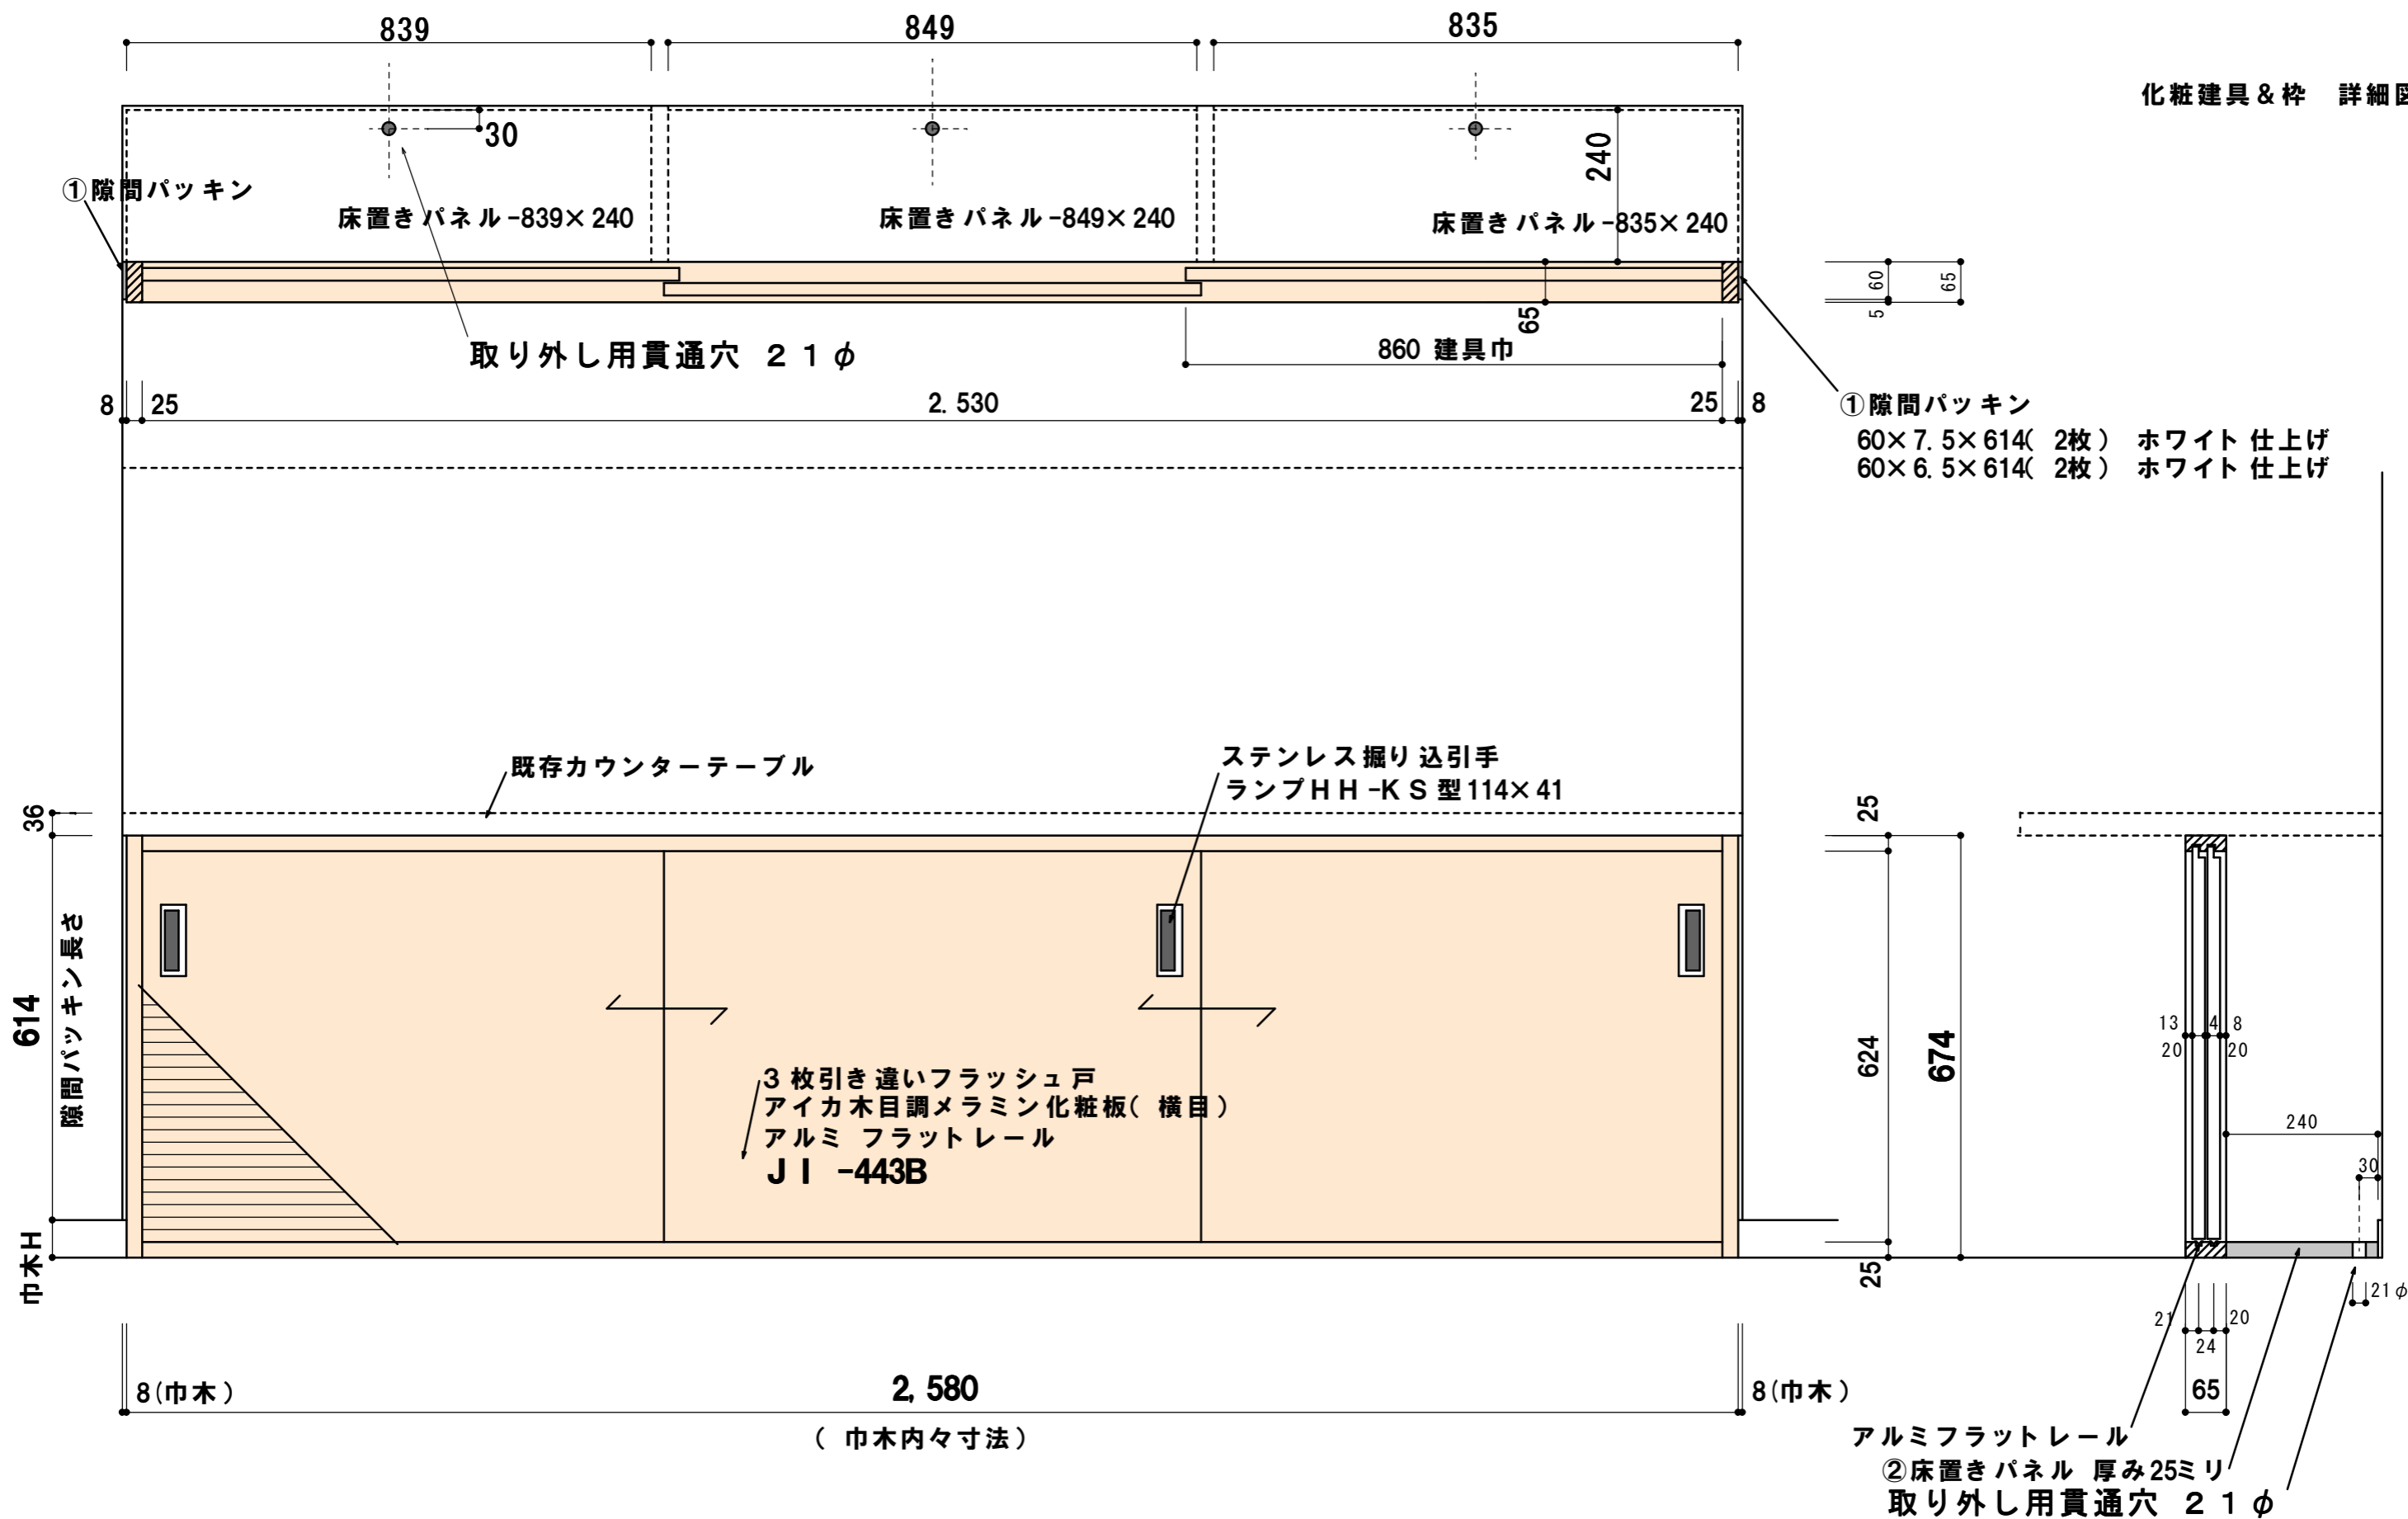 839
849
835
化粧建具&枠 詳細図
30
240
①隙間パッキン
床置きパネル-839×240
床置きパネル-849×240
床置きパネル-835×240
60
65
5
65
取り外し用貫通穴 21φ
860 建具巾
8
25
2.530
25
8
①隙間パッキン
60×7.5×614(2枚) ホワイト仕上げ
60×6.5×614(2枚) ホワイト仕上げ
既存カウンターテーブル
ステンレス掘り込引手
ランプHH-KS型114×41
36
25
614
隙間パッキン長さ
624
674
13
4
8
20
20
3枚引き違いフラッシュ戸
アイカ木目調メラミン化粧板(横目)
アルミ フラットレール
JI-443B
240
30
巾木H
25
21φ
21
20
24
65
8(巾木)
2,580
8(巾木)
(巾木内々寸法)
アルミフラットレール
②床置きパネル 厚み25ミリ
取り外し用貫通穴 21φ